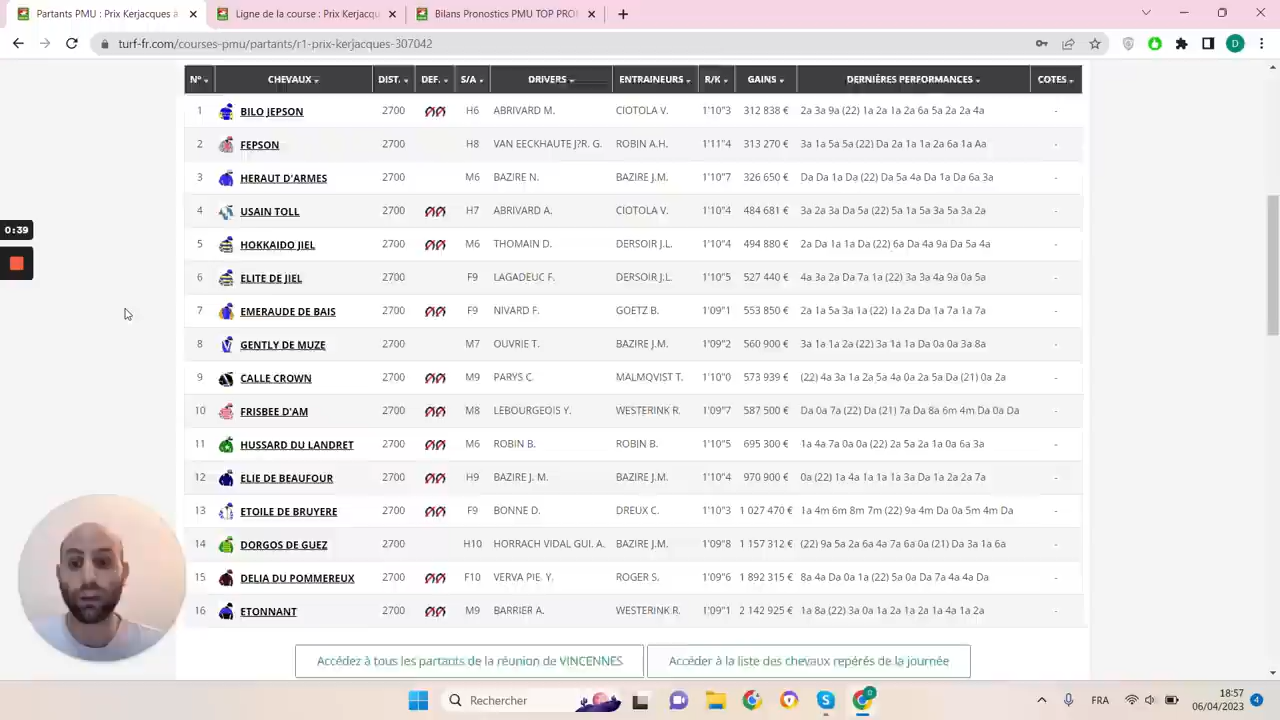 Partants PMU : Prix Kerjacques a
Ligne de la course : Prix Kerjacqu
Bilans Pronostics PMU TOP PRO
turf-fr.com/courses-pmu/partants/r1-prix-kerjacques-307042
D
N° CHEVAUX DIST. DEF. S/A DRIVERS ENTRAINEURS R/K GAINS DERNIÈRES PERFORMANCES COTES
1 BILO JEPSON 2700 H6 ABRIVARD M. CIOTOLA V. 1'10"3 312 838 € 2a 3a 9a (22) 1a 2a 1a 2a 6a 5a 2a 2a 4a -
2 FEPSON 2700 H8 VAN EECKHAUTE J?R. G. ROBIN A.H. 1'11"4 313 270 € 3a 1a 5a 5a (22) Da 2a 1a 1a 2a 6a 1a Aa -
3 HERAUT D'ARMES 2700 M6 BAZIRE N. BAZIRE J.M. 1'10"7 326 650 € Da Da 1a Da (22) Da 5a 4a Da 1a Da 6a 3a -
4 USAIN TOLL 2700 H7 ABRIVARD A. CIOTOLA V. 1'10"4 484 681 € 3a 2a 3a Da 5a (22) 5a 1a 5a 3a 5a 3a 2a -
5 HOKKAIDO JIEL 2700 M6 THOMAIN D. DERSOIR J.L. 1'10"4 494 880 € 2a Da 1a 1a Da (22) 6a Da 4a 9a Da 5a 4a -
6 ELITE DE JIEL 2700 F9 LAGADEUC F. DERSOIR J.L. 1'10"5 527 440 € 4a 3a 2a Da 7a 1a (22) 3a 3a 4a 9a 0a 5a -
7 EMERAUDE DE BAIS 2700 F9 NIVARD F. GOETZ B. 1'09"1 553 850 € 2a 1a 5a 3a 1a (22) 1a 2a Da 1a 7a 1a 7a -
8 GENTLY DE MUZE 2700 M7 OUVRIE T. BAZIRE J.M. 1'09"2 560 900 € 3a 1a 1a 2a (22) 3a 1a 1a Da 0a 0a 3a 8a -
9 CALLE CROWN 2700 M9 PARYS C. MALMQVIST T. 1'10"0 573 939 € (22) 4a 3a 1a 2a 5a 4a 0a 2a 5a Da (21) 0a 2a -
10 FRISBEE D'AM 2700 M8 LEBOURGEOIS Y. WESTERINK R. 1'09"7 587 500 € Da 0a 7a (22) Da (21) 7a Da 8a 6m 4m Da 0a Da -
11 HUSSARD DU LANDRET 2700 M6 ROBIN B. ROBIN B. 1'10"5 695 300 € 1a 4a 7a 0a 0a (22) 2a 5a 2a 1a 0a 6a 3a -
12 ELIE DE BEAUFOUR 2700 H9 BAZIRE J. M. BAZIRE J.M. 1'10"4 970 900 € 0a (22) 1a 4a 1a 1a 1a 3a Da 1a 2a 2a 7a -
13 ETOILE DE BRUYERE 2700 F9 BONNE D. DREUX C. 1'10"3 1 027 470 € 1a 4m 6m 8m 7m (22) 9a 4m Da 0a 5m 4m Da -
14 DORGOS DE GUEZ 2700 H10 HORRACH VIDAL GUI. A. BAZIRE J.M. 1'09"8 1 157 312 € (22) 9a 5a 2a 6a 4a 7a 6a 0a (21) Da 3a 1a 6a -
15 DELIA DU POMMEREUX 2700 F10 VERVA PIE. Y. ROGER S. 1'09"6 1 892 315 € 8a 4a Da 0a 1a (22) 5a 0a Da 7a 4a 4a Da -
16 ETONNANT 2700 M9 BARRIER A. WESTERINK R. 1'09"1 2 142 925 € 1a 8a (22) 3a 0a 1a 2a 1a 2a 1a 4a 1a 2a -
0:39
Accédez à tous les partants de la réunion de VINCENNES
Accéder à la liste des chevaux repérés de la journée
Rechercher
FRA
18:57
06/04/2023
4